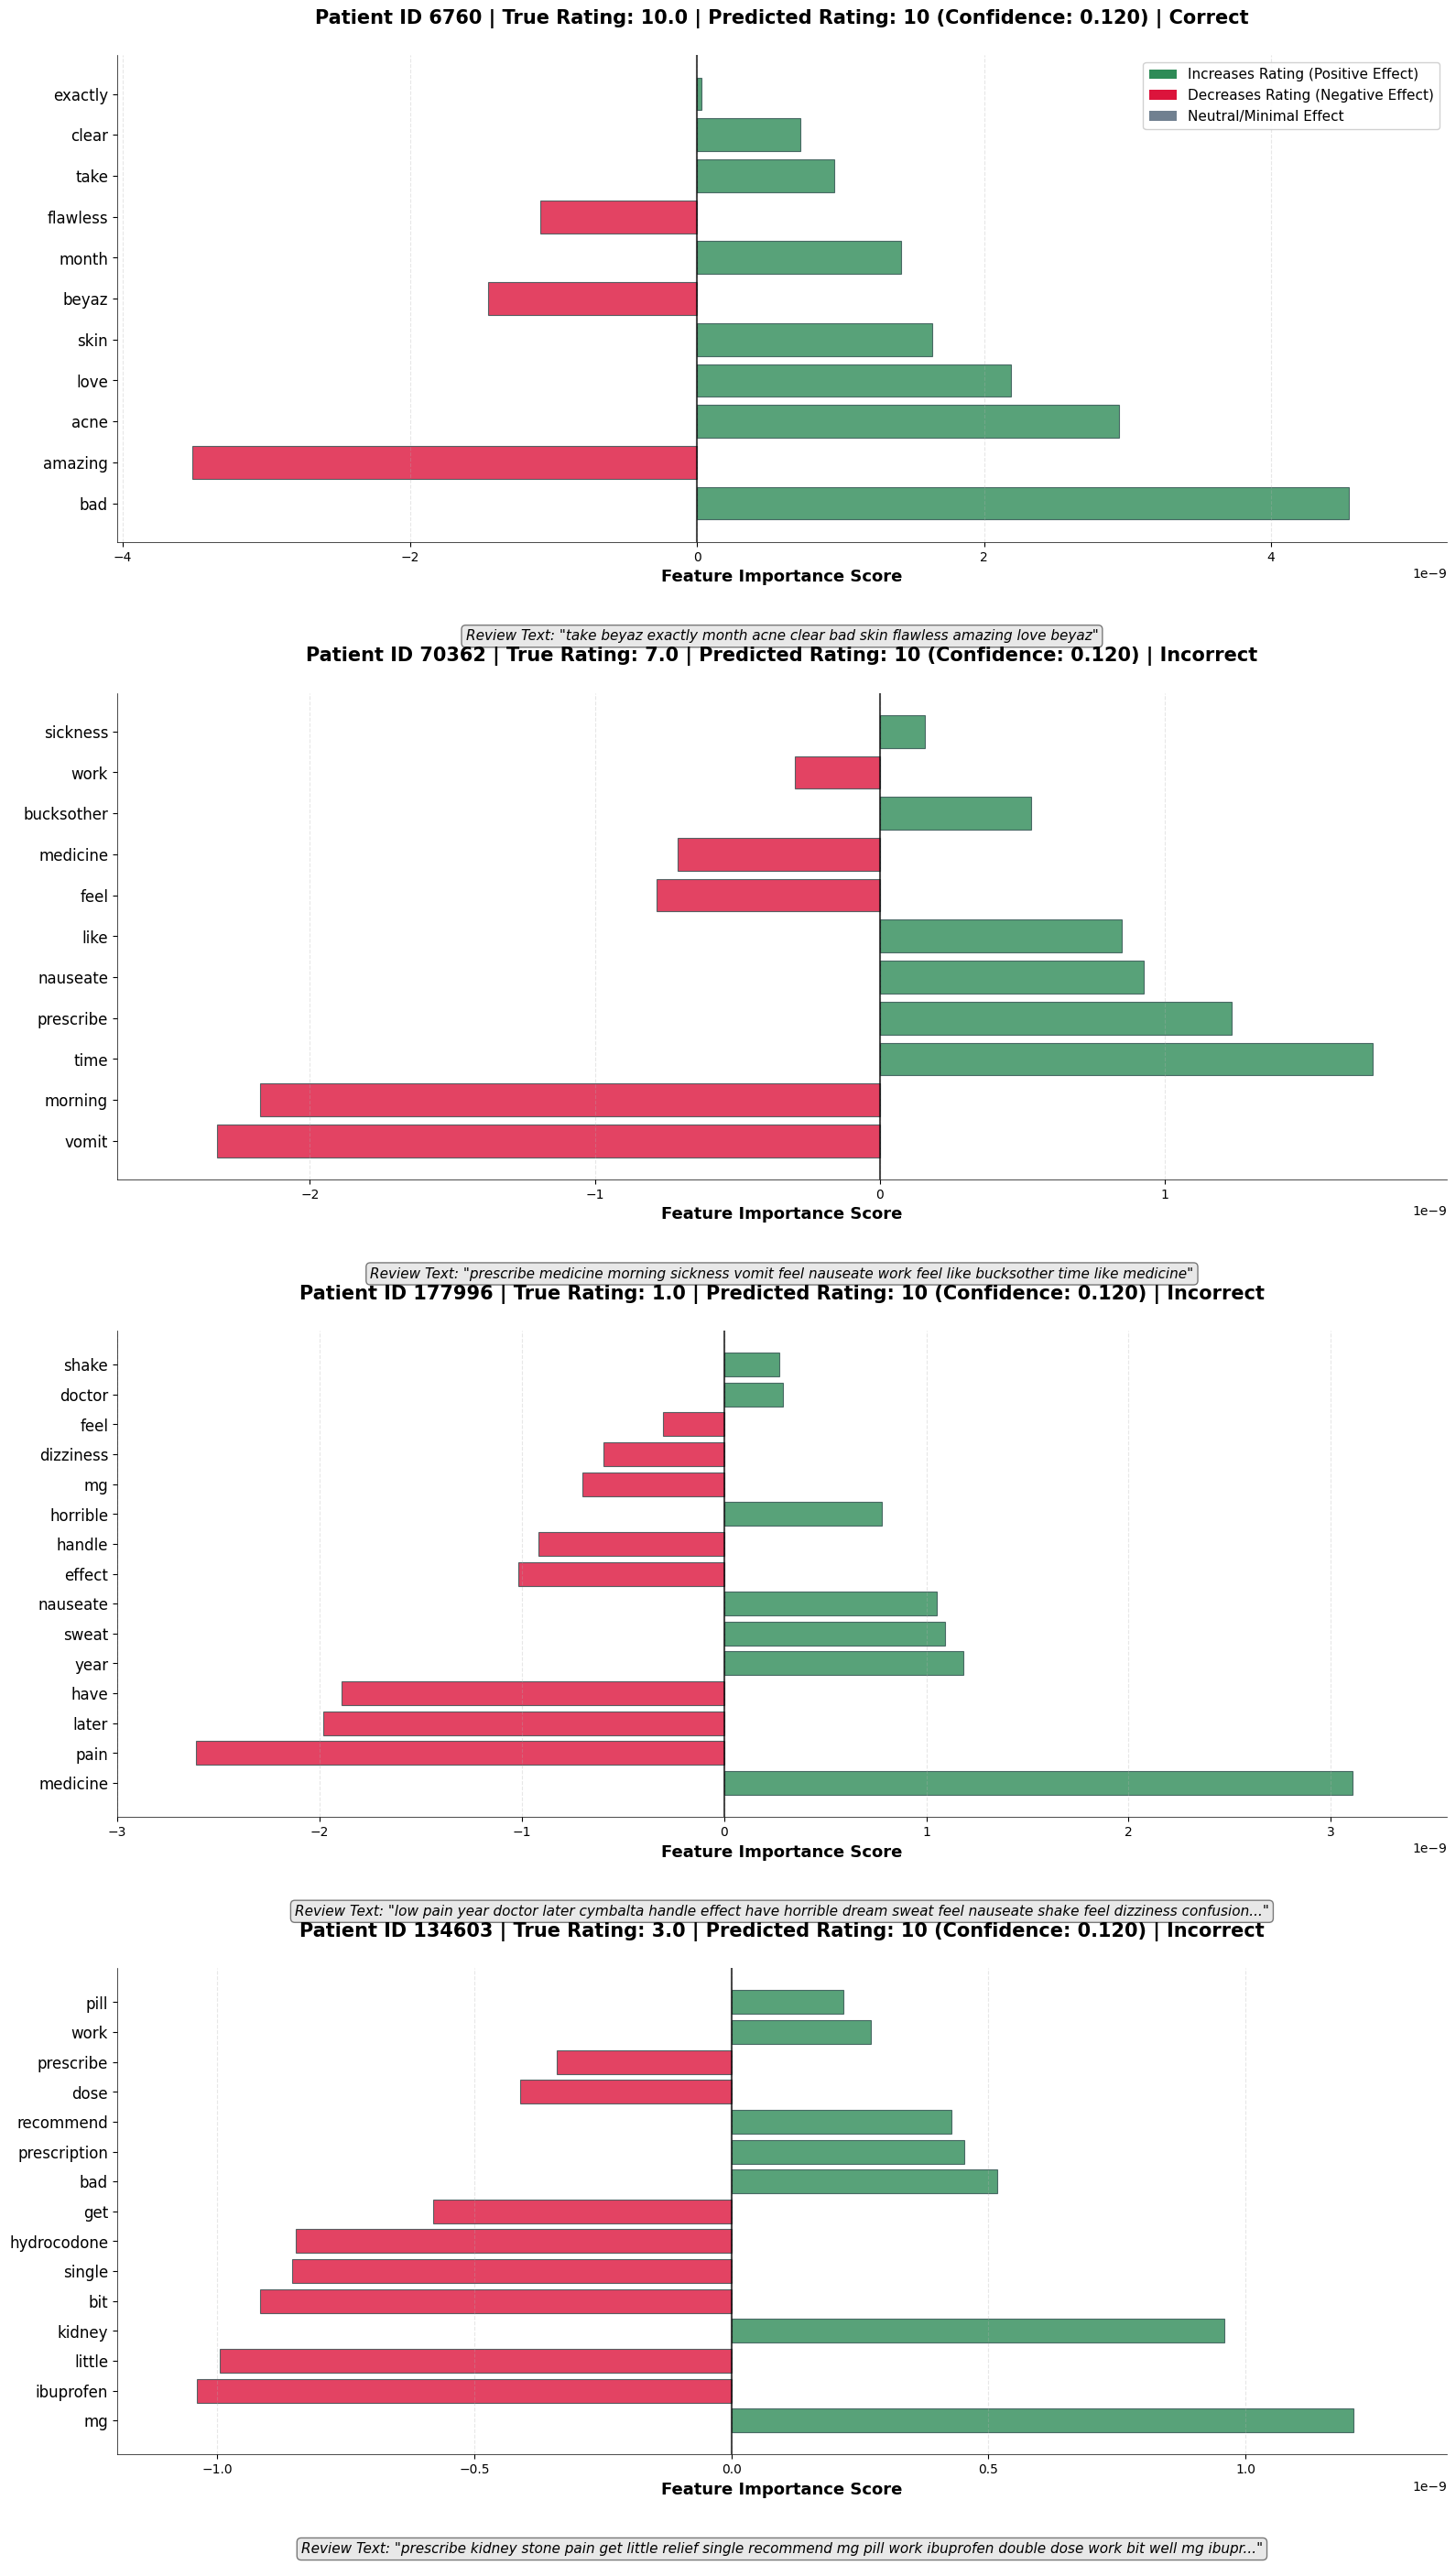 Patient ID 6760 | True Rating: 10.0 | Predicted Rating: 10 (Confidence: 0.120) | Correct
Increases Rating (Positive Effect)
Decreases Rating (Negative Effect)
Neutral/Minimal Effect
exactly
clear
take
flawless
month
beyaz
skin
love
acne
amazing
bad
−4 −2 0 2 4
1e−9
Feature Importance Score
Review Text: "take beyaz exactly month acne clear bad skin flawless amazing love beyaz"
Patient ID 70362 | True Rating: 7.0 | Predicted Rating: 10 (Confidence: 0.120) | Incorrect
sickness
work
bucksother
medicine
feel
like
nauseate
prescribe
time
morning
vomit
−2 −1 0 1
1e−9
Feature Importance Score
Review Text: "prescribe medicine morning sickness vomit feel nauseate work feel like bucksother time like medicine"
Patient ID 177996 | True Rating: 1.0 | Predicted Rating: 10 (Confidence: 0.120) | Incorrect
shake
doctor
feel
dizziness
mg
horrible
handle
effect
nauseate
sweat
year
have
later
pain
medicine
−3 −2 −1 0 1 2 3
1e−9
Feature Importance Score
Review Text: "low pain year doctor later cymbalta handle effect have horrible dream sweat feel nauseate shake feel dizziness confusion..."
Patient ID 134603 | True Rating: 3.0 | Predicted Rating: 10 (Confidence: 0.120) | Incorrect
pill
work
prescribe
dose
recommend
prescription
bad
get
hydrocodone
single
bit
kidney
little
ibuprofen
mg
−1.0 −0.5 0.0 0.5 1.0
1e−9
Feature Importance Score
Review Text: "prescribe kidney stone pain get little relief single recommend mg pill work ibuprofen double dose work bit well mg ibupr..."